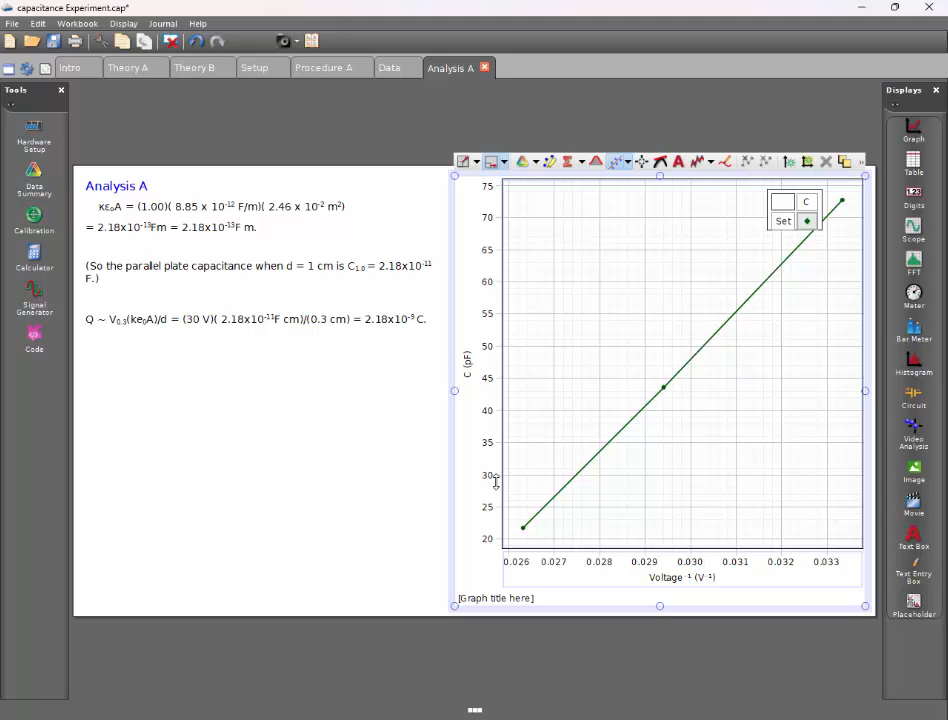 capacitance Experiment.cap*
File Edit Workbook Display Journal Help
Intro Theory A Theory B Setup Procedure A Data Analysis A
Tools
Displays
Hardware
Setup
Data
Summary
Calibration
Calculator
Signal
Generator
Code
Analysis A
κε₀A = (1.00)( 8.85 x 10⁻¹² F/m)( 2.46 x 10⁻² m²)
= 2.18x10⁻¹³Fm = 2.18x10⁻¹³F m.
(So the parallel plate capacitance when d = 1 cm is C₁.₀ = 2.18x10⁻¹¹
F.)
Q ~ V₀.₃(ke₀A)/d = (30 V)( 2.18x10⁻¹¹F cm)/(0.3 cm) = 2.18x10⁻⁹ C.
C
Set
75
70
65
60
55
50
45
40
35
30
25
20
C (pF)
0.026 0.027 0.028 0.029 0.030 0.031 0.032 0.033
Voltage⁻¹ (V⁻¹)
[Graph title here]
Graph
Table
1.23
Digits
Scope
FFT
Meter
Bar Meter
Histogram
Circuit
Video
Analysis
Image
Movie
Text Box
Text Entry
Box
Placeholder